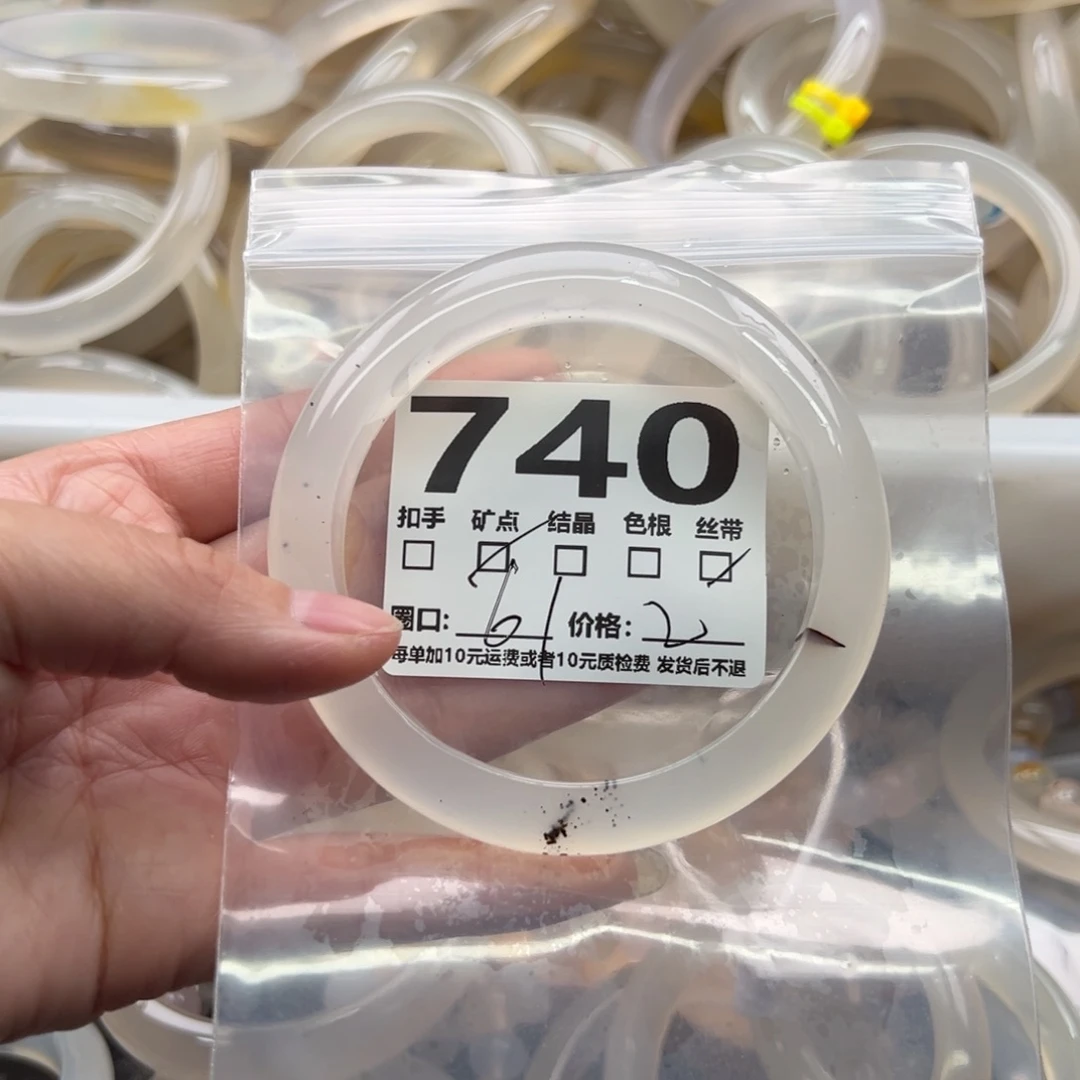 740
扣手 矿点 结晶 色根 丝带
圈口: 61 价格: 2
每单加10元运费或者10元质检费 发货后不退